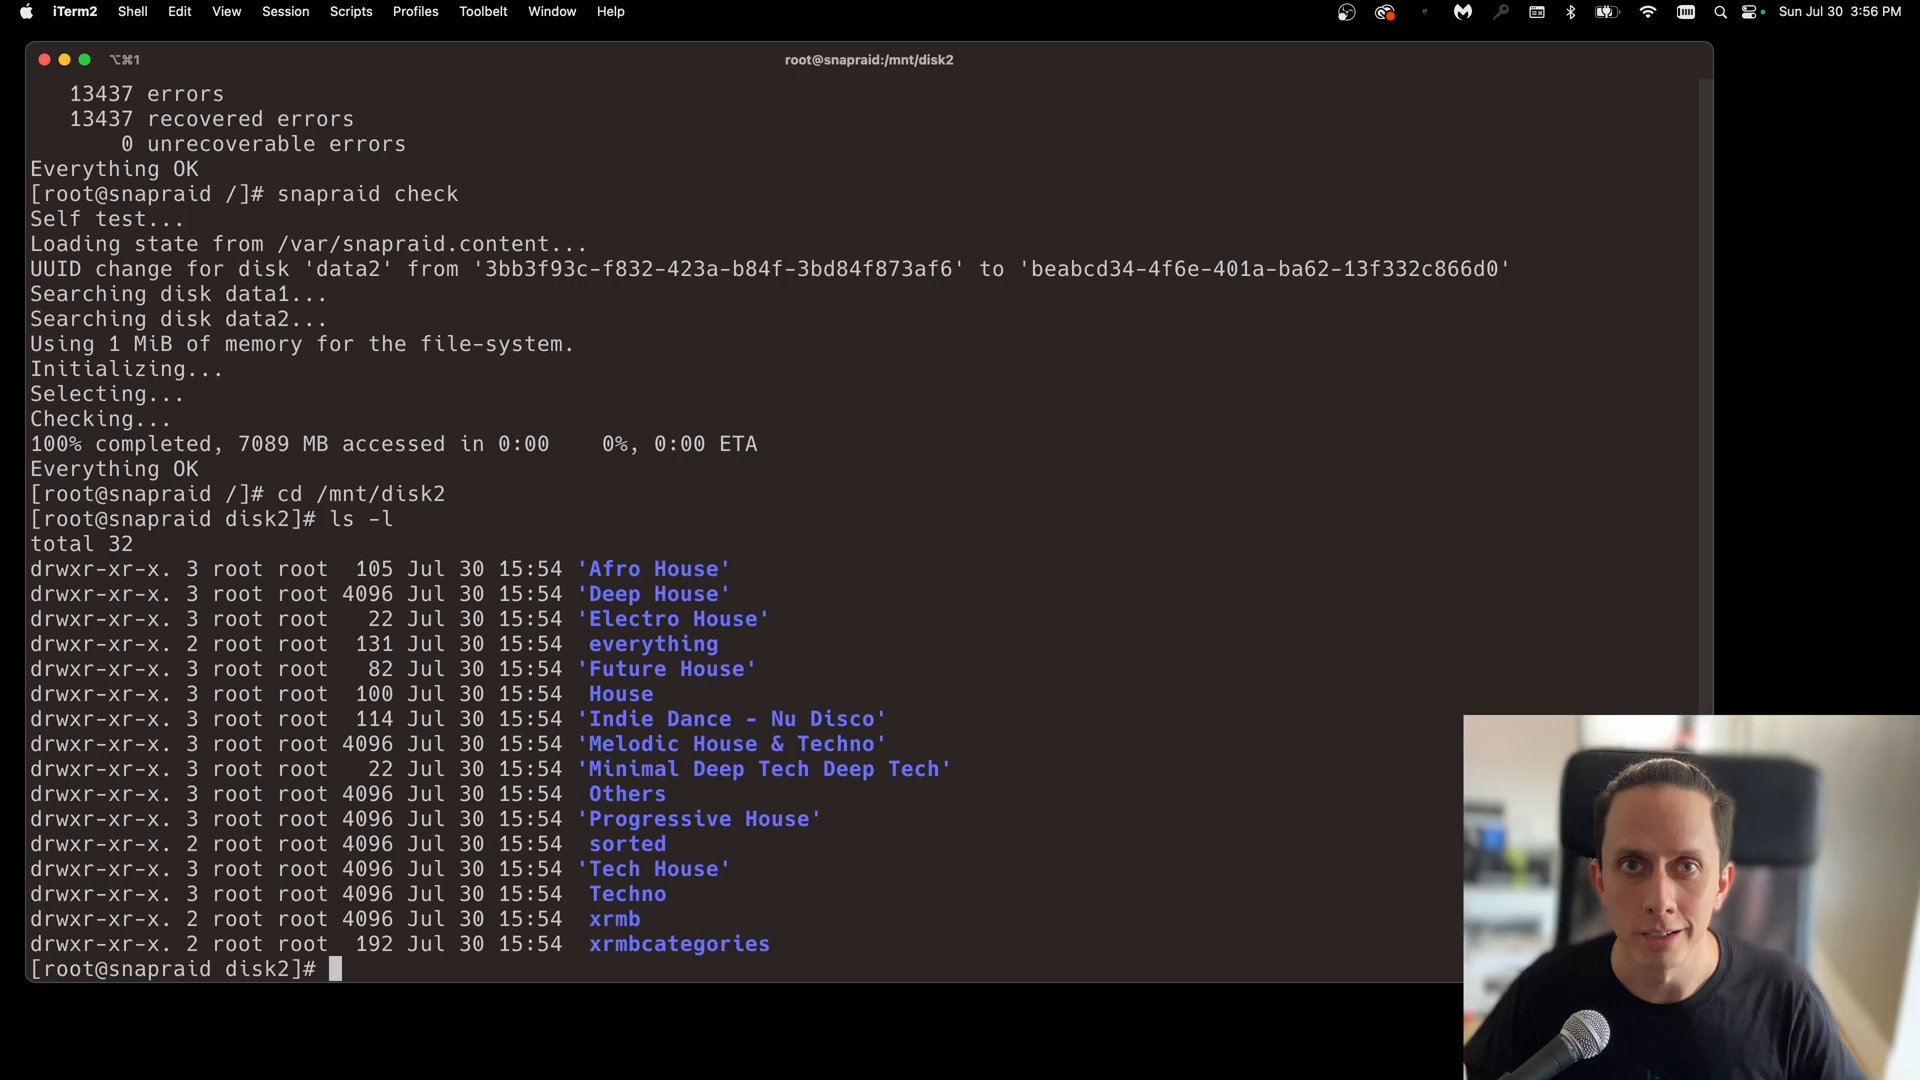 iTerm2 Shell Edit View Session Scripts Profiles Toolbelt Window Help Sun Jul 30 3:56 PM
⌥⌘1 root@snapraid:/mnt/disk2
13437 errors
13437 recovered errors
0 unrecoverable errors
Everything OK
[root@snapraid /]# snapraid check
Self test...
Loading state from /var/snapraid.content...
UUID change for disk 'data2' from '3bb3f93c-f832-423a-b84f-3bd84f873af6' to 'beabcd34-4f6e-401a-ba62-13f332c866d0'
Searching disk data1...
Searching disk data2...
Using 1 MiB of memory for the file-system.
Initializing...
Selecting...
Checking...
100% completed, 7089 MB accessed in 0:00    0%, 0:00 ETA
Everything OK
[root@snapraid /]# cd /mnt/disk2
[root@snapraid disk2]# ls -l
total 32
drwxr-xr-x. 3 root root  105 Jul 30 15:54 'Afro House'
drwxr-xr-x. 3 root root 4096 Jul 30 15:54 'Deep House'
drwxr-xr-x. 3 root root   22 Jul 30 15:54 'Electro House'
drwxr-xr-x. 2 root root  131 Jul 30 15:54  everything
drwxr-xr-x. 3 root root   82 Jul 30 15:54 'Future House'
drwxr-xr-x. 3 root root  100 Jul 30 15:54  House
drwxr-xr-x. 3 root root  114 Jul 30 15:54 'Indie Dance - Nu Disco'
drwxr-xr-x. 3 root root 4096 Jul 30 15:54 'Melodic House & Techno'
drwxr-xr-x. 3 root root   22 Jul 30 15:54 'Minimal Deep Tech Deep Tech'
drwxr-xr-x. 3 root root 4096 Jul 30 15:54  Others
drwxr-xr-x. 3 root root 4096 Jul 30 15:54 'Progressive House'
drwxr-xr-x. 2 root root 4096 Jul 30 15:54  sorted
drwxr-xr-x. 3 root root 4096 Jul 30 15:54 'Tech House'
drwxr-xr-x. 3 root root 4096 Jul 30 15:54  Techno
drwxr-xr-x. 2 root root 4096 Jul 30 15:54  xrmb
drwxr-xr-x. 2 root root  192 Jul 30 15:54  xrmbcategories
[root@snapraid disk2]#